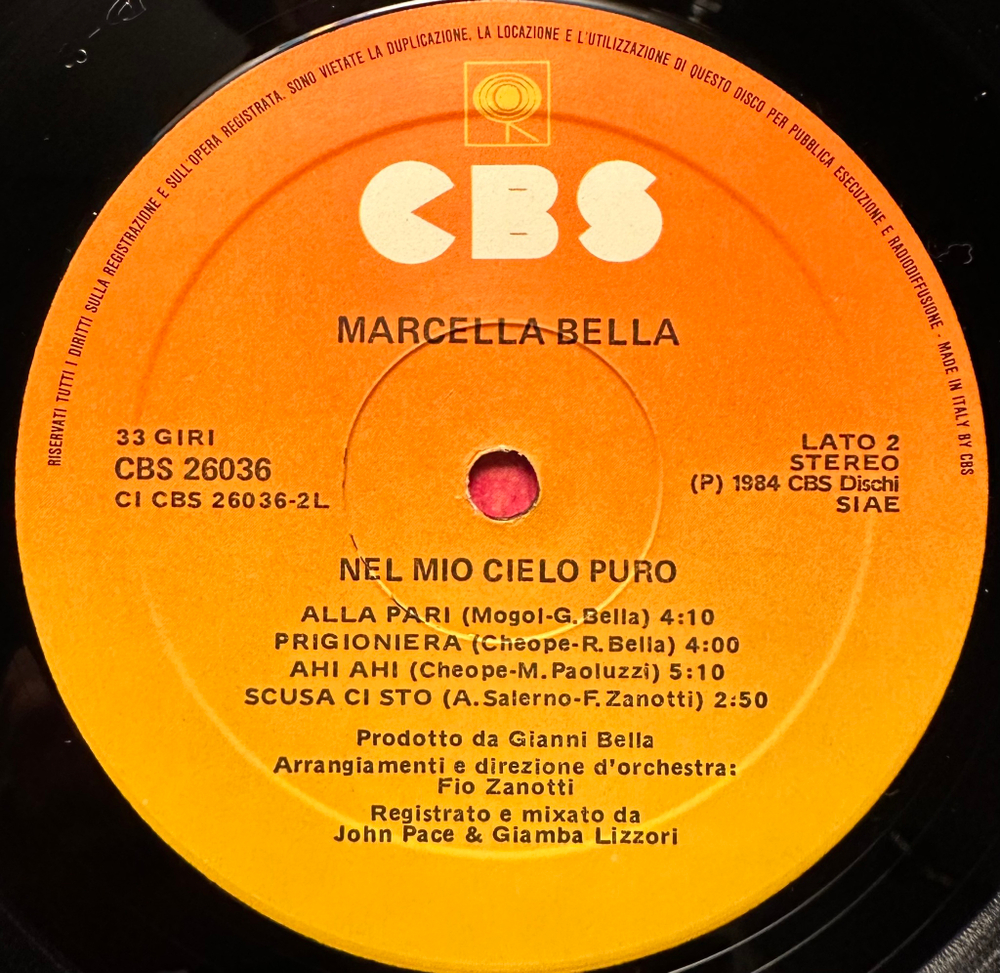 RISERVATI TUTTI I DIRITTI SULLA REGISTRAZIONE E SULL'OPERA REGISTRATA. SONO VIETATE LA DUPLICAZIONE, LA LOCAZIONE E L'UTILIZZAZIONE DI QUESTO DISCO PER PUBBLICA ESECUZIONE E RADIODIFFUSIONE - MADE IN ITALY BY CBS
CBS
MARCELLA BELLA
33 GIRI
CBS 26036
CI CBS 26036-2L
LATO 2
STEREO
(P) 1984 CBS Dischi
SIAE
NEL MIO CIELO PURO
ALLA PARI (Mogol-G. Bella) 4:10
PRIGIONIERA (Cheope-R. Bella) 4:00
AHI AHI (Cheope-M. Paoluzzi) 5:10
SCUSA CI STO (A. Salerno-F. Zanotti) 2:50
Prodotto da Gianni Bella
Arrangiamenti e direzione d'orchestra:
Fio Zanotti
Registrato e mixato da
John Pace & Giamba Lizzori